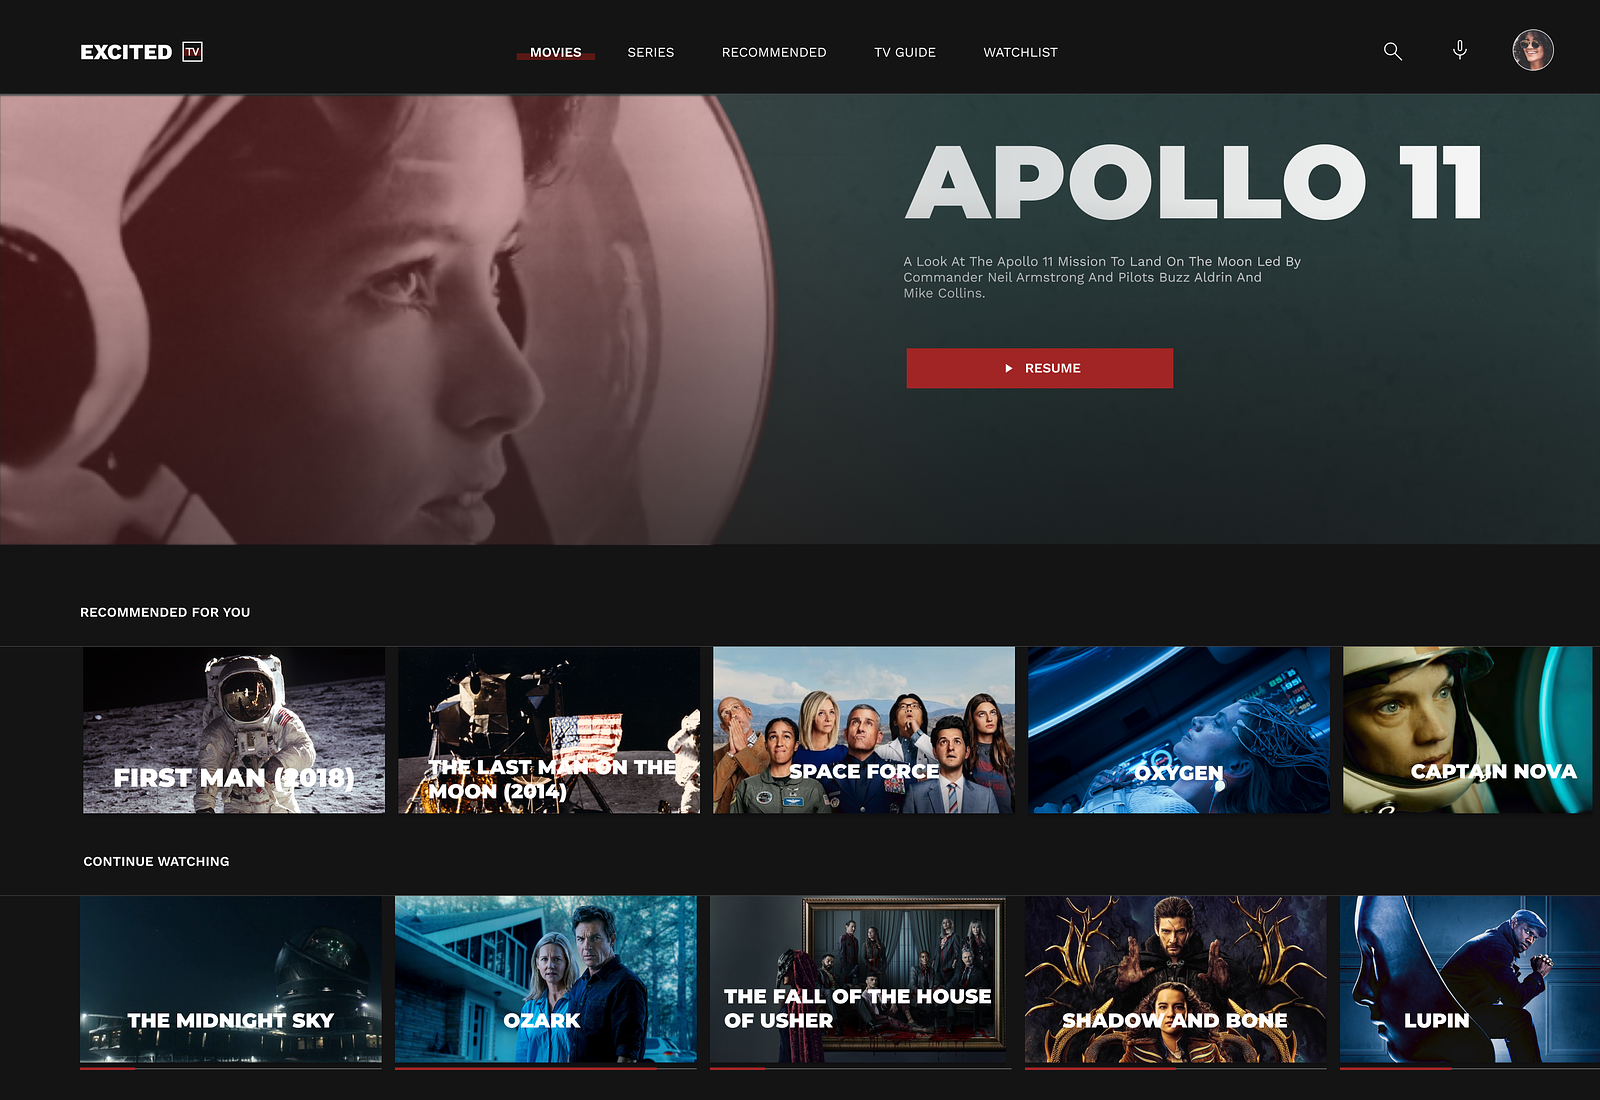 EXCITED TV
MOVIES
SERIES
RECOMMENDED
TV GUIDE
WATCHLIST
APOLLO 11
A Look At The Apollo 11 Mission To Land On The Moon Led By
Commander Neil Armstrong And Pilots Buzz Aldrin And
Mike Collins.
RESUME
RECOMMENDED FOR YOU
FIRST MAN (2018)
THE LAST MAN ON THE
MOON (2014)
SPACE FORCE
OXYGEN
CAPTAIN NOVA
CONTINUE WATCHING
THE MIDNIGHT SKY
OZARK
THE FALL OF THE HOUSE
OF USHER
SHADOW AND BONE
LUPIN